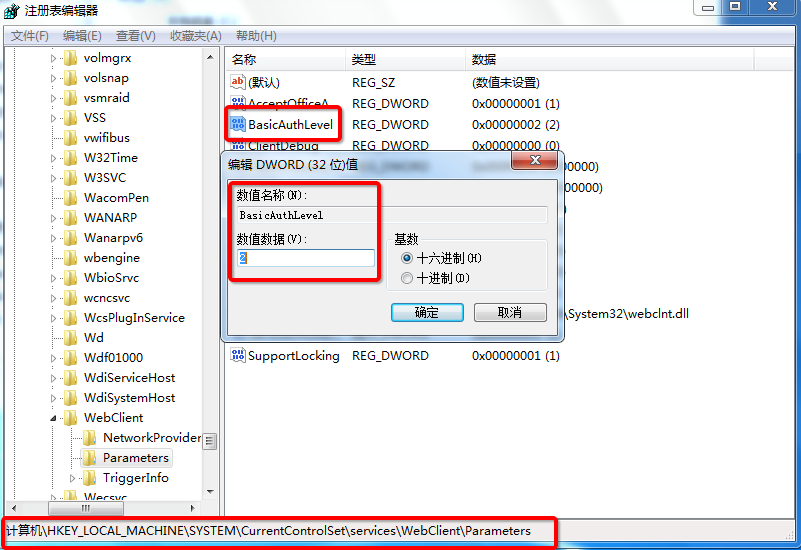 注册表编辑器
文件(F) 编辑(E) 查看(V) 收藏夹(A) 帮助(H)
volmgrx
volsnap
vsmraid
VSS
vwifibus
W32Time
W3SVC
WacomPen
WANARP
Wanarpv6
wbengine
WbioSrvc
wcncsvc
WcsPlugInService
Wd
Wdf01000
WdiServiceHost
WdiSystemHost
WebClient
NetworkProvider
Parameters
TriggerInfo
Wecsvc
名称 类型 数据
ab (默认) REG_SZ (数值未设置)
AcceptOfficeA REG_DWORD 0x00000001 (1)
BasicAuthLevel REG_DWORD 0x00000002 (2)
ClientDebug REG_DWORD 0x00000000 (0)
编辑 DWORD (32 位)值
数值名称(N):
BasicAuthLevel
数值数据(V):
2
基数
十六进制(H)
十进制(D)
确定 取消
\System32\webclnt.dll
SupportLocking REG_DWORD 0x00000001 (1)
计算机\HKEY_LOCAL_MACHINE\SYSTEM\CurrentControlSet\services\WebClient\Parameters